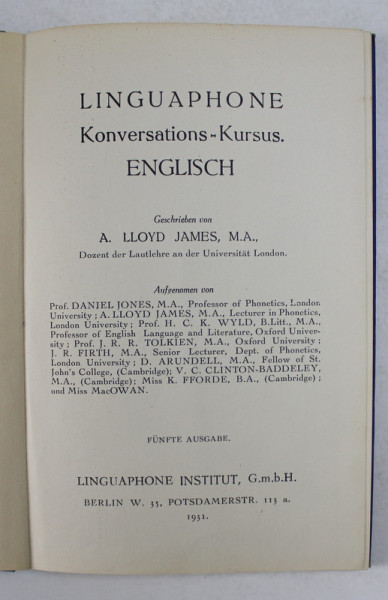 LINGUAPHONE
Konversations-Kursus.
ENGLISCH
Geschrieben von
A. LLOYD JAMES, M.A.,
Dozent der Lautlehre an der Universität London.
Aufgenomen von
Prof. DANIEL JONES, M.A., Professor of Phonetics, London
University ; A. LLOYD JAMES, M.A., Lecturer in Phonetics,
London University ; Prof. H. C. K. WYLD, B.Litt., M.A.,
Professor of English Language and Literature, Oxford Univer-
sity ; Prof. J. R. R. TOLKIEN, M.A., Oxford University ;
J. R. FIRTH, M.A., Senior Lecturer, Dept. of Phonetics,
London University ; D. ARUNDELL, M.A., Fellow of St.
John's College, (Cambridge); V. C. CLINTON-BADDELEY,
M.A., (Cambridge) ; Miss K. FFORDE, B.A., (Cambridge) ;
und Miss MacOWAN.
FÜNFTE AUSGABE.
LINGUAPHONE INSTITUT, G.m.b.H.
BERLIN W. 35, POTSDAMERSTR. 113 a.
1931.